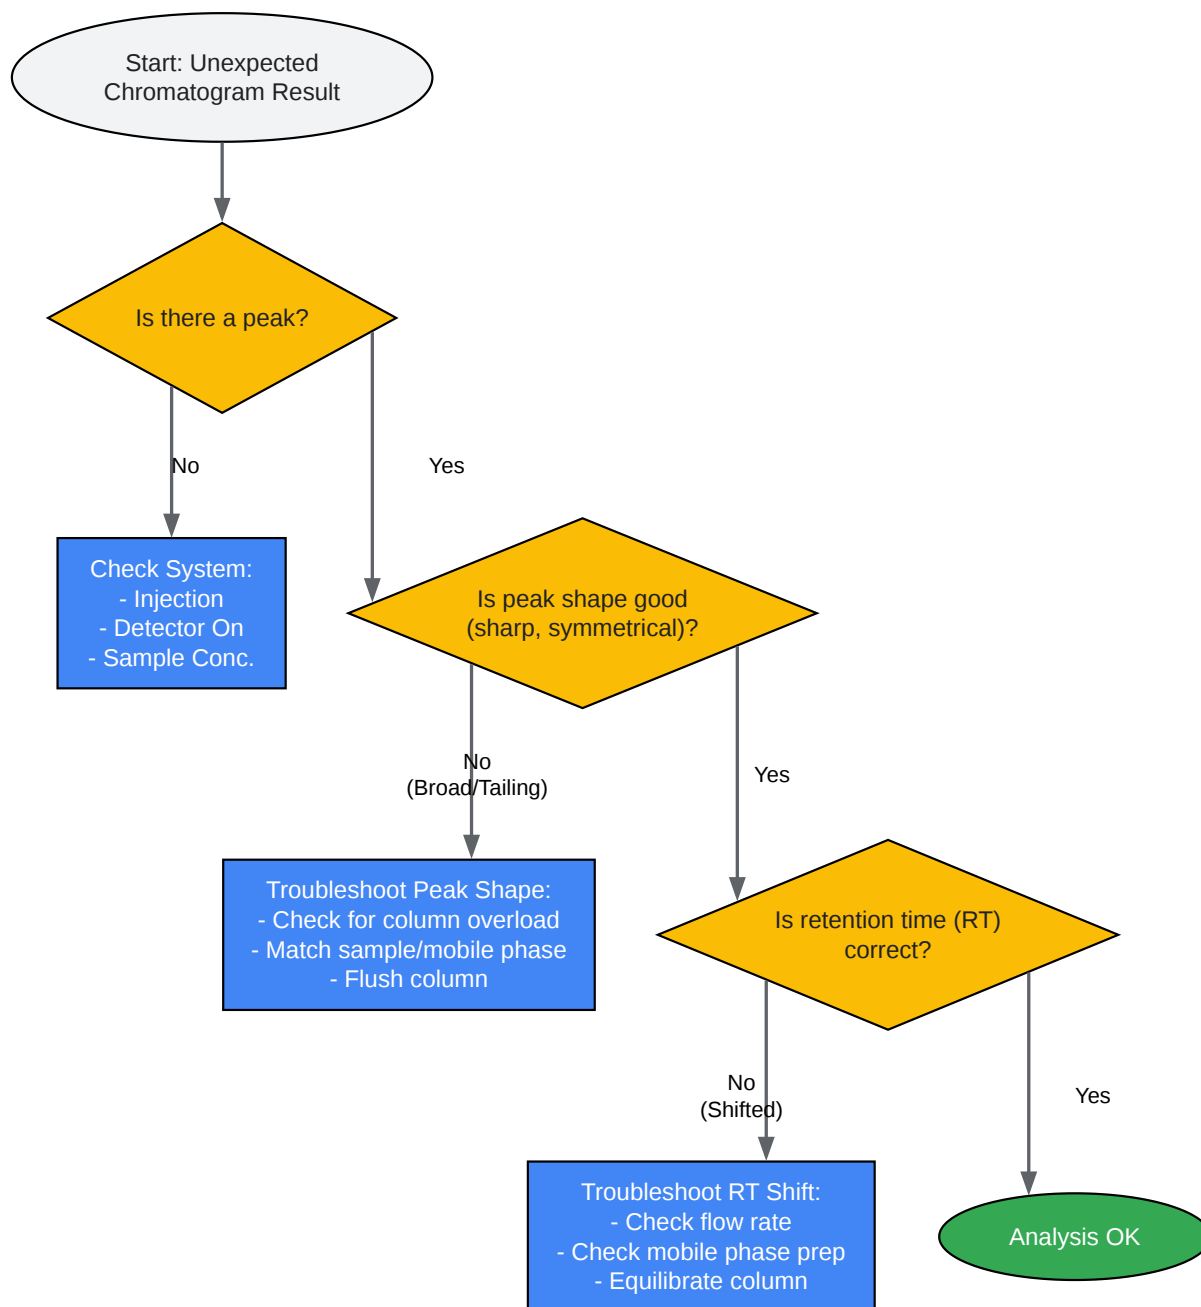 Start: Unexpected
Chromatogram Result
Is there a peak?
No
Yes
Check System:
- Injection
- Detector On
- Sample Conc.
Is peak shape good
(sharp, symmetrical)?
No
(Broad/Tailing)
Yes
Troubleshoot Peak Shape:
- Check for column overload
- Match sample/mobile phase
- Flush column
Is retention time (RT)
correct?
No
(Shifted)
Yes
Troubleshoot RT Shift:
- Check flow rate
- Check mobile phase prep
- Equilibrate column
Analysis OK